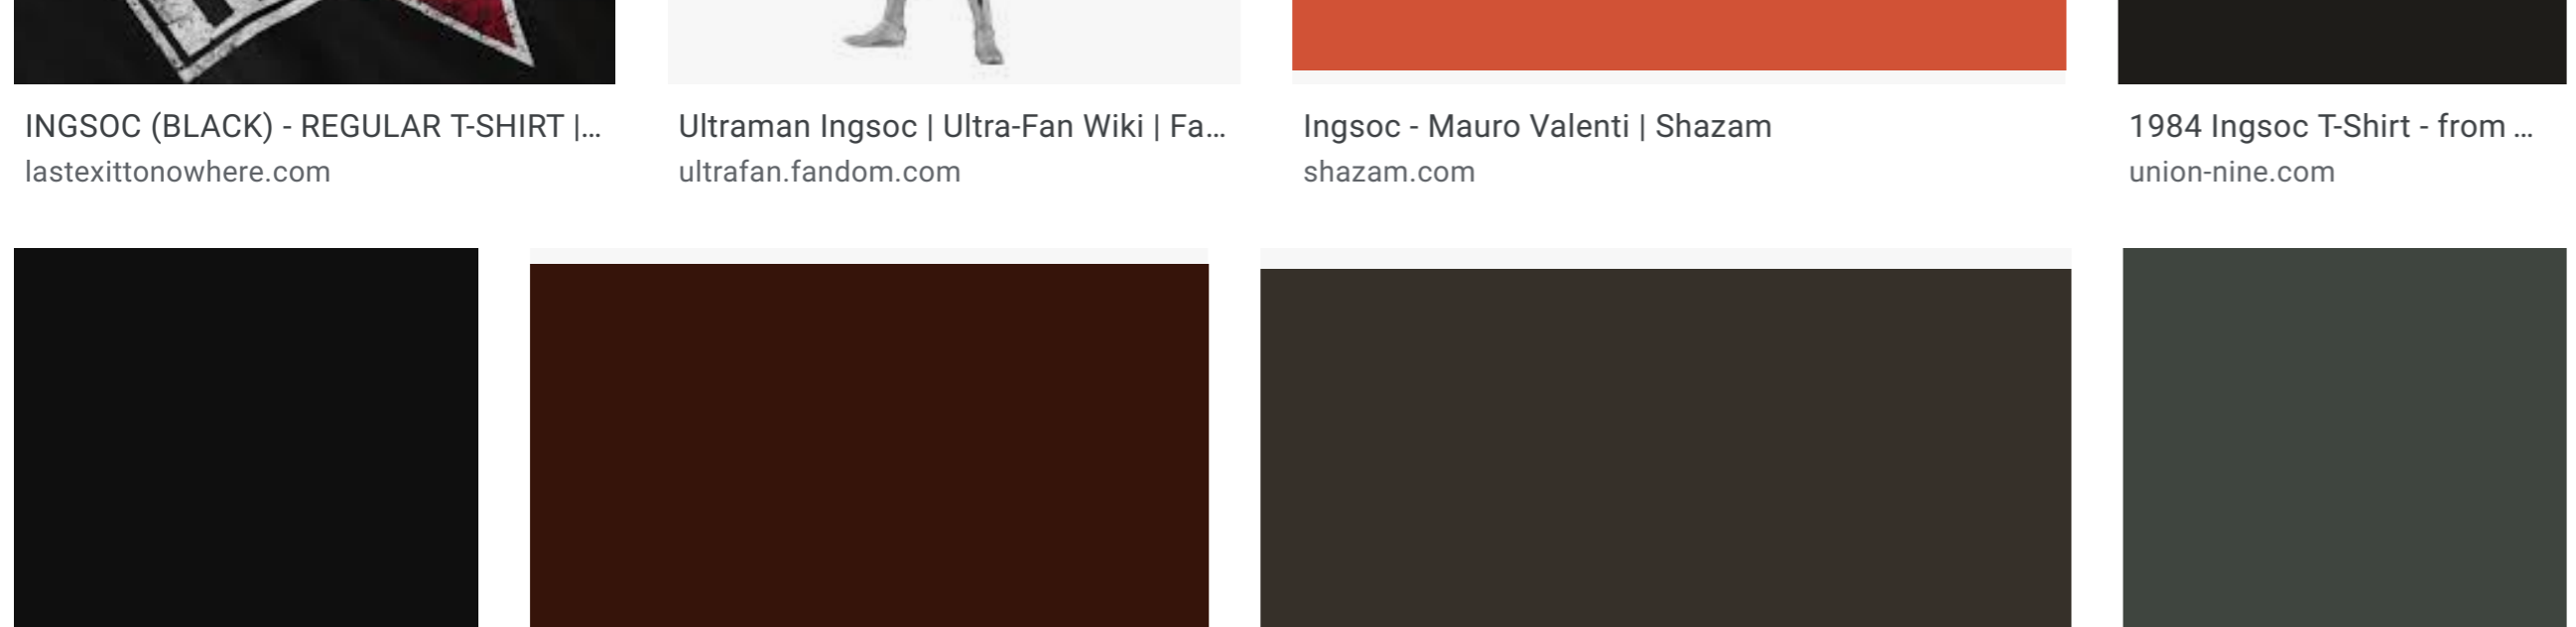 INGSOC (BLACK) - REGULAR T-SHIRT |...
lastexittonowhere.com
Ultraman Ingsoc | Ultra-Fan Wiki | Fa...
ultrafan.fandom.com
Ingsoc - Mauro Valenti | Shazam
shazam.com
1984 Ingsoc T-Shirt - from ...
union-nine.com